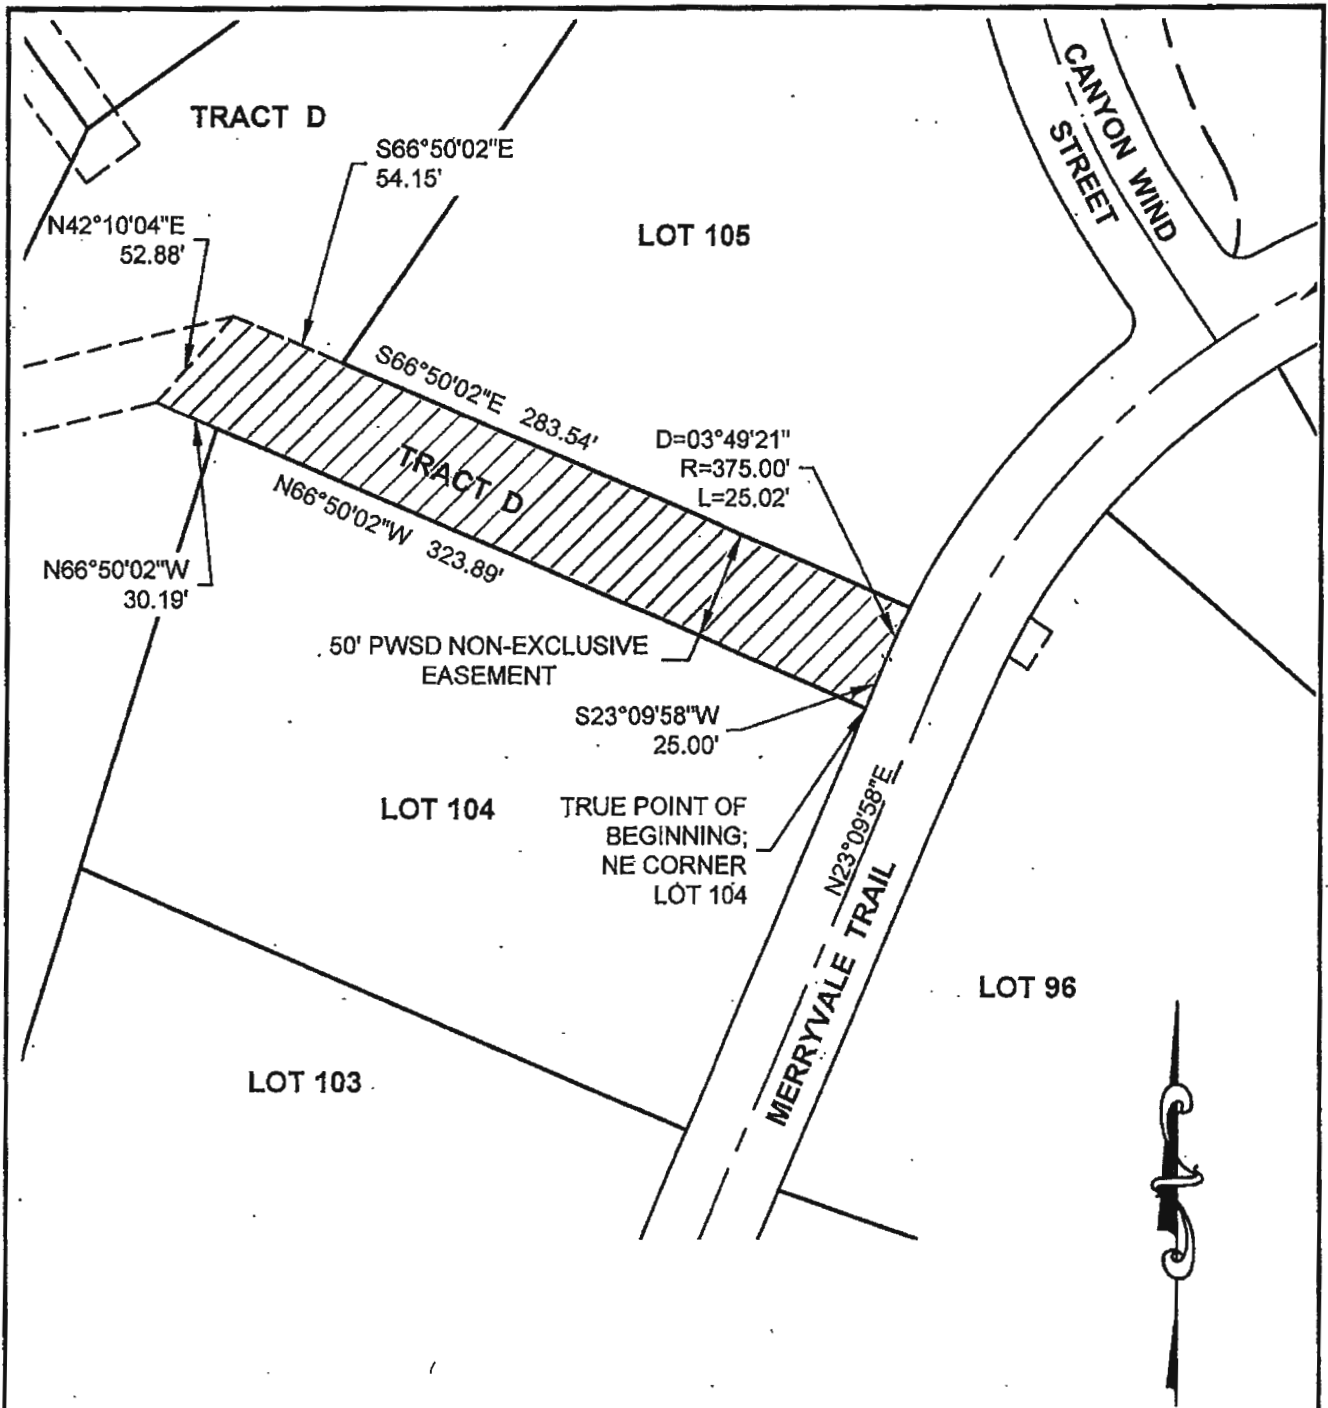 CANYON WIND
STREET
TRACT D
S66°50'02"E
54.15'
N42°10'04"E
52.88'
LOT 105
S66°50'02"E 283.54'
D=03°49'21"
R=375.00'
L=25.02'
TRACT D
N66°50'02"W 323.89'
N66°50'02"W
30.19'
50' PWSD NON-EXCLUSIVE
EASEMENT
S23°09'58"W
25.00'
LOT 104
TRUE POINT OF
BEGINNING;
NE CORNER
LOT 104
N23°09'58"E
MERRYVALE TRAIL
LOT 96
LOT 103